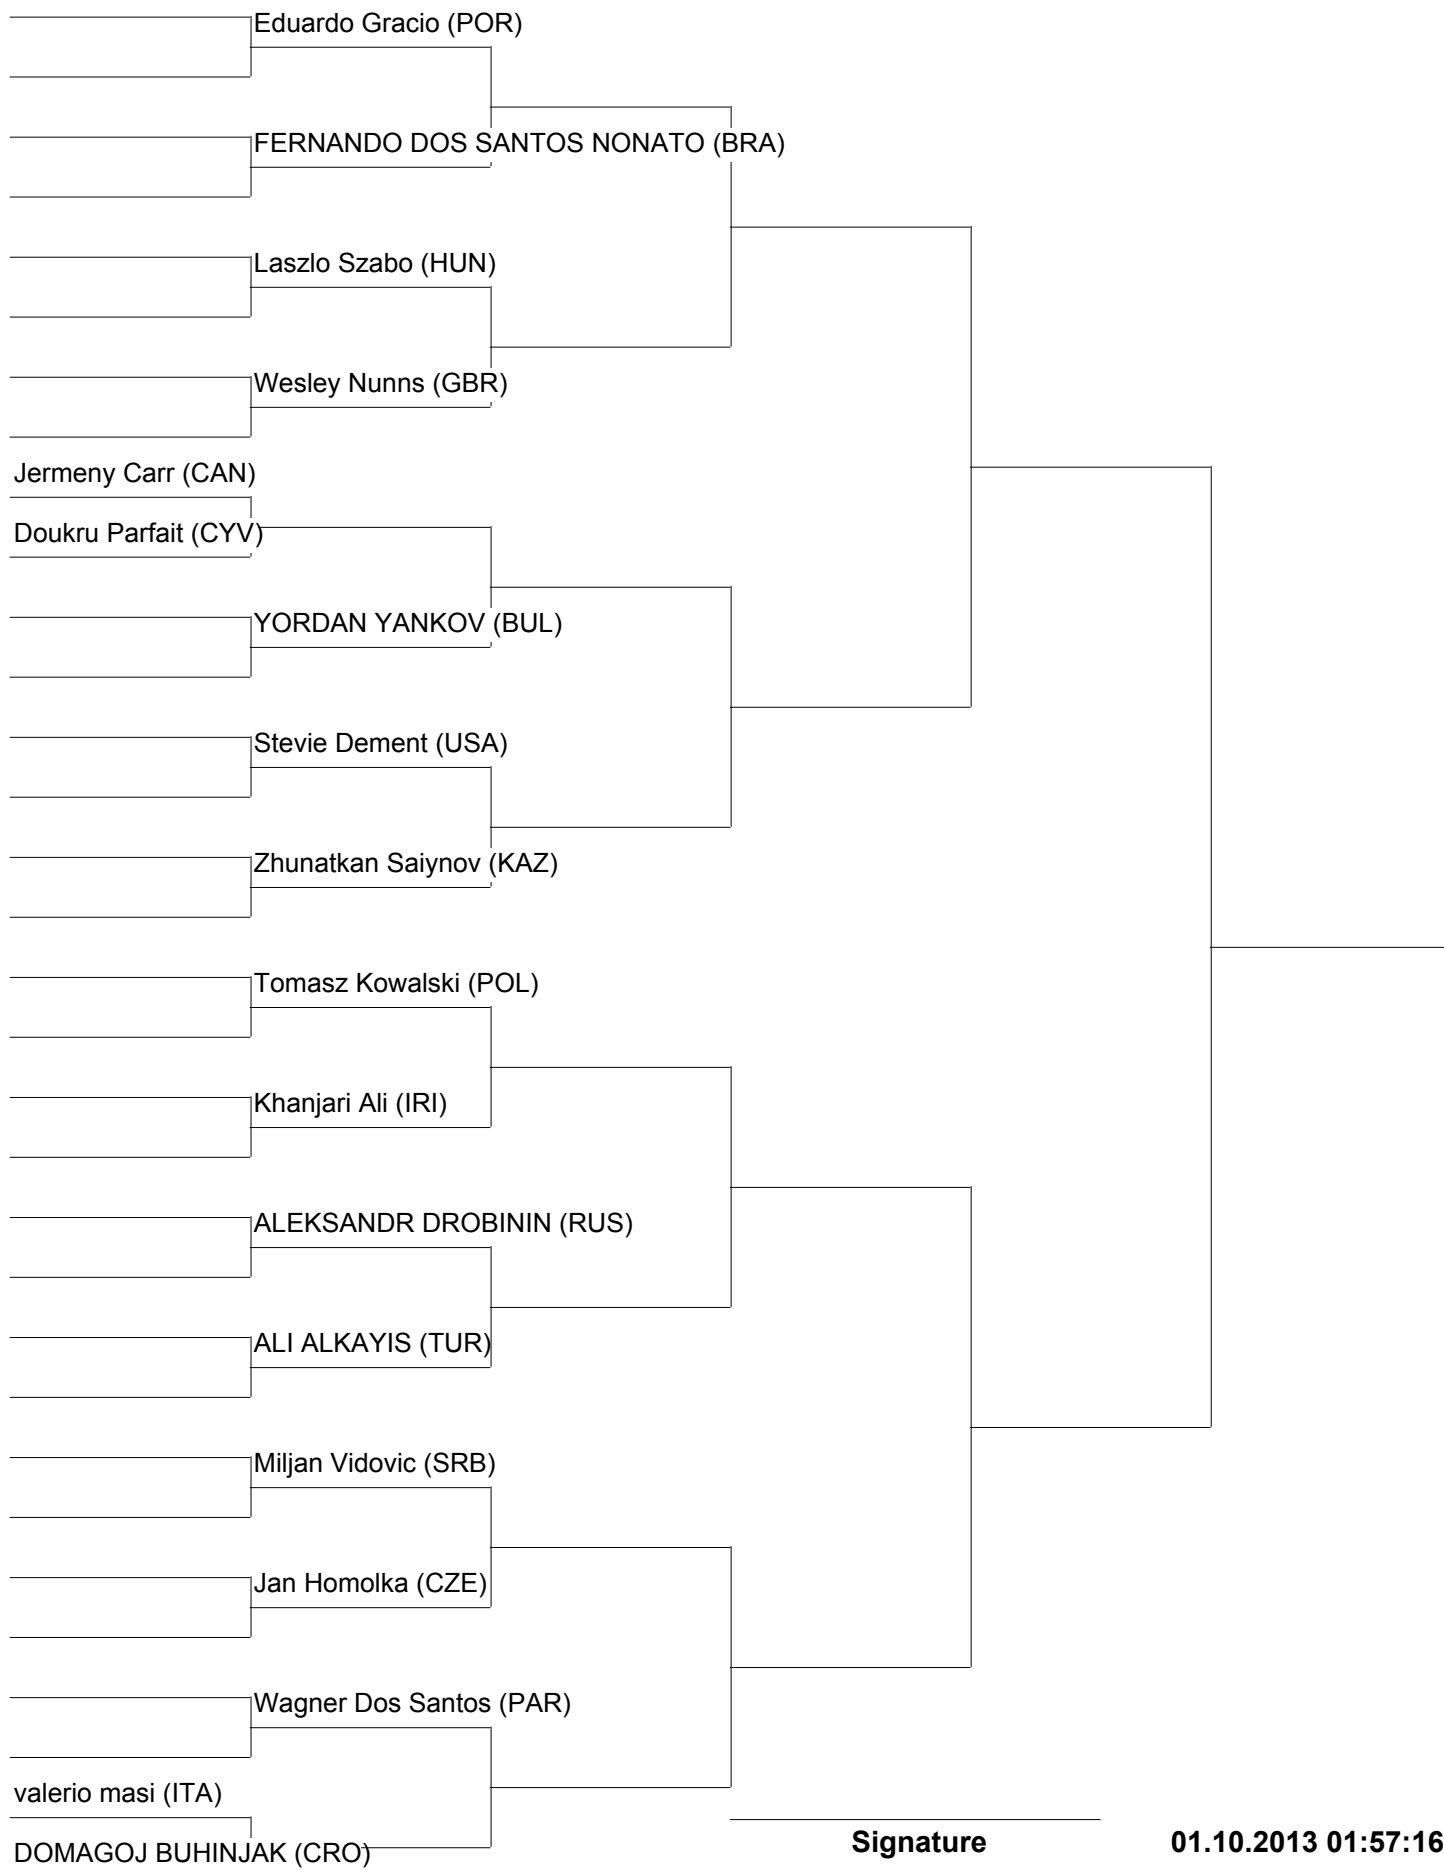 Eduardo Gracio (POR)
FERNANDO DOS SANTOS NONATO (BRA)
Laszlo Szabo (HUN)
Wesley Nunns (GBR)
Jermeny Carr (CAN)
Doukru Parfait (CYV)
YORDAN YANKOV (BUL)
Stevie Dement (USA)
Zhunatkan Saiynov (KAZ)
Tomasz Kowalski (POL)
Khanjari Ali (IRI)
ALEKSANDR DROBININ (RUS)
ALI ALKAYIS (TUR)
Miljan Vidovic (SRB)
Jan Homolka (CZE)
Wagner Dos Santos (PAR)
valerio masi (ITA)
DOMAGOJ BUHINJAK (CRO)
Signature 01.10.2013 01:57:16